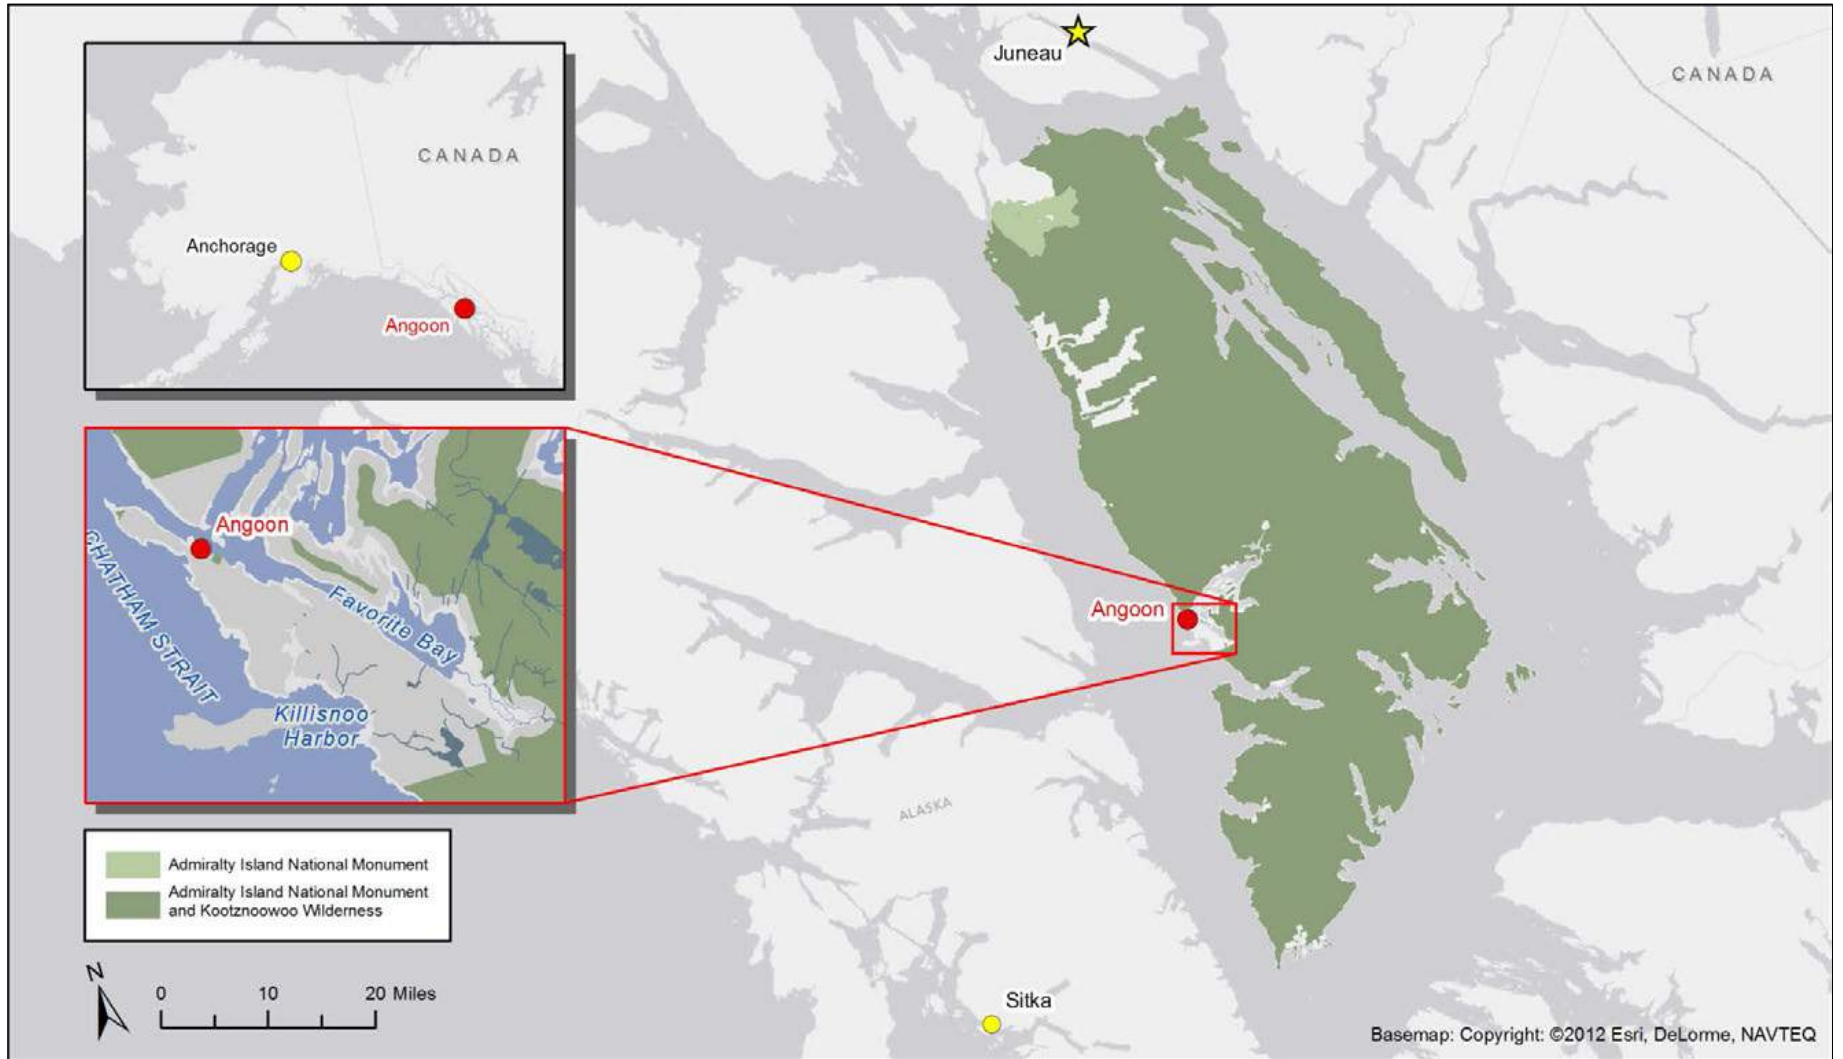 Juneau
CANADA
CANADA
Anchorage
Angoon
Angoon
CHATHAM STRAIT
Favorite Bay
Killisnoo
Harbor
Angoon
ALASKA
Admiralty Island National Monument
Admiralty Island National Monument
and Kootznoowoo Wilderness
N
0 10 20 Miles
Sitka
Basemap: Copyright: ©2012 Esri, DeLorme, NAVTEQ